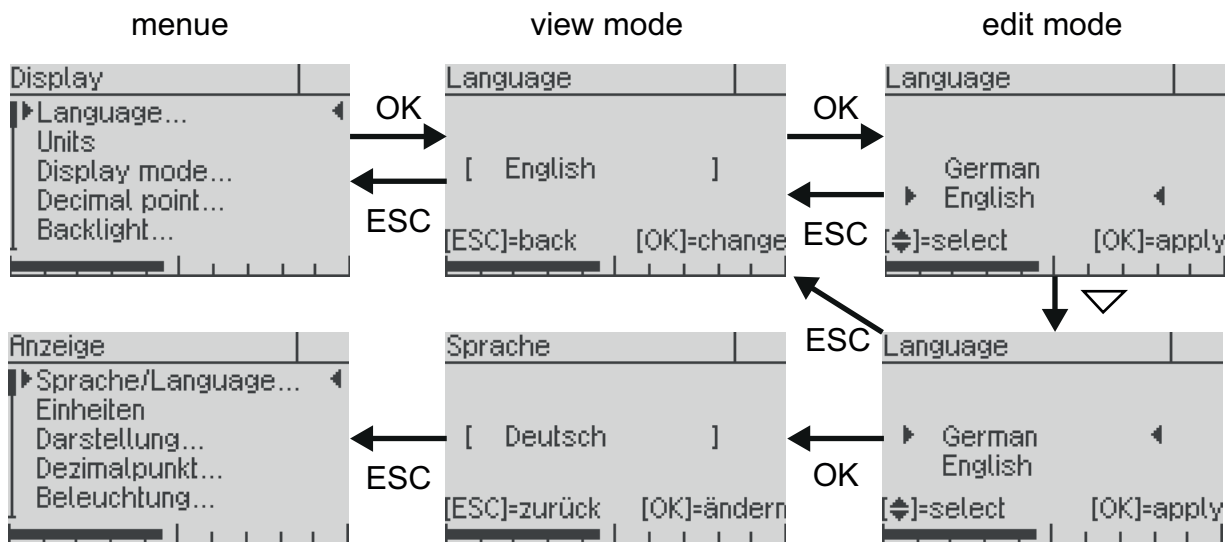 menue
view mode
edit mode
Display
Language...
Units
Display mode...
Decimal point...
Backlight...
OK
ESC
Language
[ English ]
[ESC]=back [OK]=change
OK
ESC
Language
German
English
[]=select [OK]=apply
ESC
Anzeige
Sprache/Language...
Einheiten
Darstellung...
Dezimalpunkt...
Beleuchtung...
ESC
Sprache
[ Deutsch ]
[ESC]=zurück [OK]=ändern
OK
Language
German
English
[]=select [OK]=apply